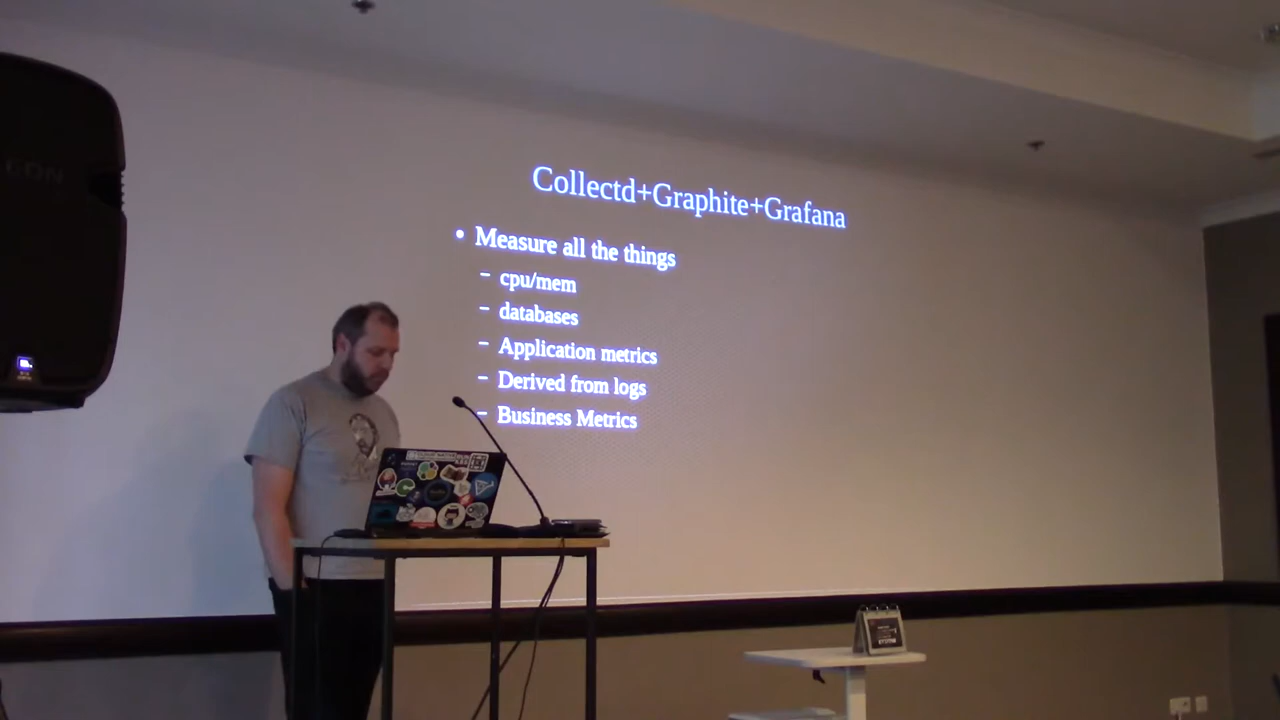 Collectd+Graphite+Grafana
• Measure all the things
– cpu/mem
– databases
– Application metrics
– Derived from logs
– Business Metrics